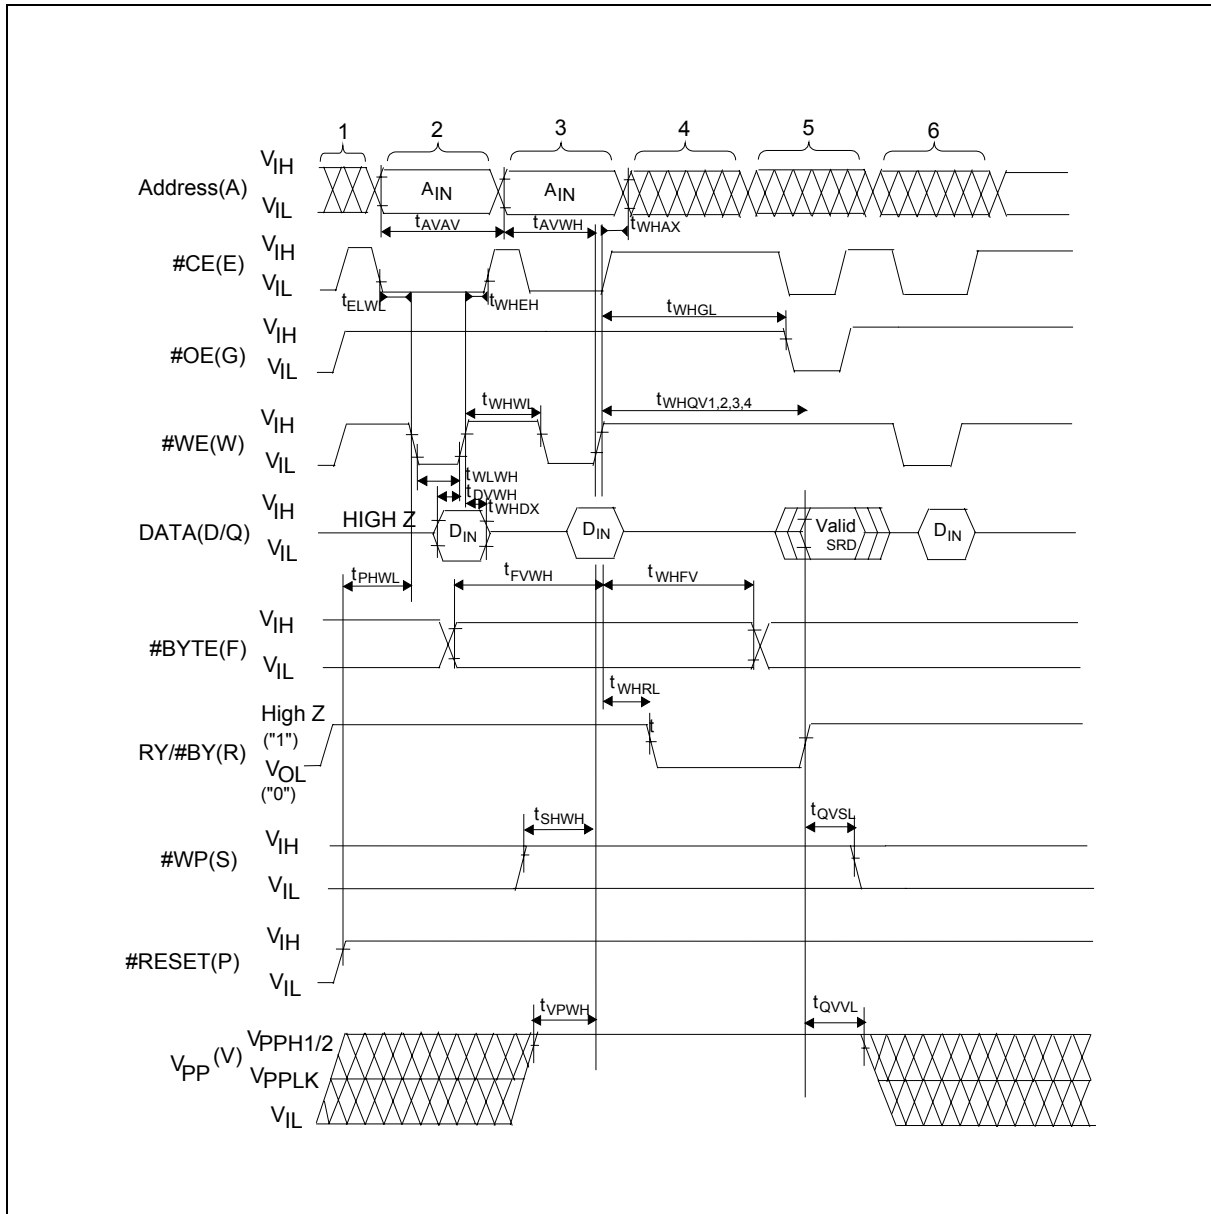 1 2 3 4 5 6
VIH
Address(A) AIN AIN
VIL
tAVAV tAVWH tWHAX
VIH
#CE(E)
VIL
tELWL tWHEH tWHGL
VIH
#OE(G)
VIL
tWHWL tWHQV1,2,3,4
VIH
#WE(W)
VIL
tWLWH
tDVWH
tWHDX
VIH
HIGH Z
DATA(D/Q) DIN DIN Valid SRD DIN
VIL
tPHWL tFVWH tWHFV
VIH
#BYTE(F)
VIL
tWHRL
High Z
("1")
t
RY/#BY(R)
VOL
("0")
tSHWH tQVSL
VIH
#WP(S)
VIL
VIH
#RESET(P)
VIL
tVPWH tQVVL
VPPH1/2
VPP (V)
VPPLK
VIL